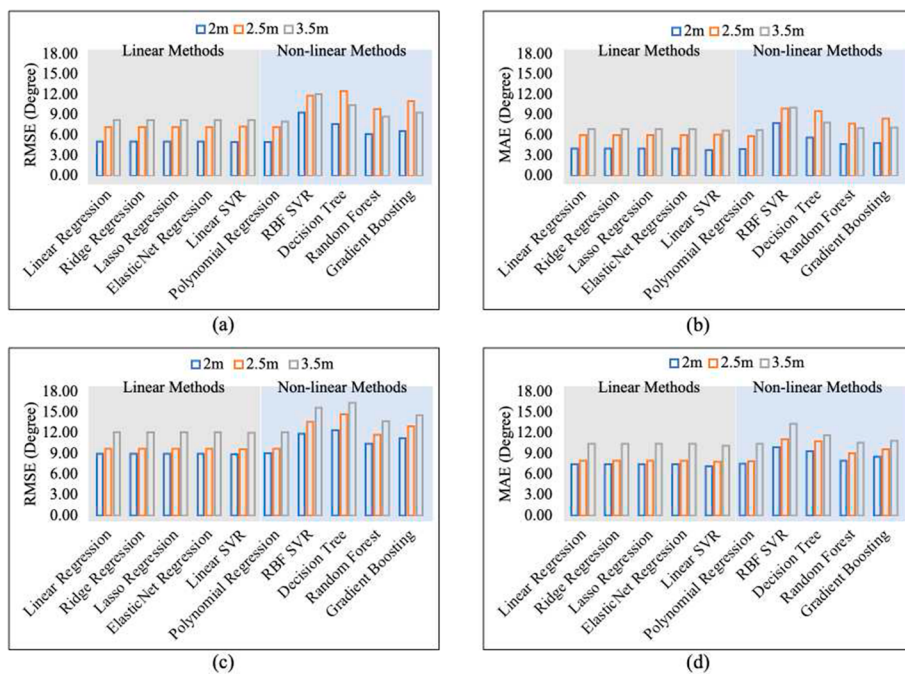 2m 2.5m 3.5m
Linear Methods Non-linear Methods
RMSE (Degree)
18.00
15.00
12.00
9.00
6.00
3.00
0.00
Linear Regression
Ridge Regression
Lasso Regression
ElasticNet Regression
Linear SVR
Polynomial Regression
RBF SVR
Decision Tree
Random Forest
Gradient Boosting
(a)
2m 2.5m 3.5m
Linear Methods Non-linear Methods
MAE (Degree)
18.00
15.00
12.00
9.00
6.00
3.00
0.00
Linear Regression
Ridge Regression
Lasso Regression
ElasticNet Regression
Linear SVR
Polynomial Regression
RBF SVR
Decision Tree
Random Forest
Gradient Boosting
(b)
2m 2.5m 3.5m
Linear Methods Non-linear Methods
RMSE (Degree)
18.00
15.00
12.00
9.00
6.00
3.00
0.00
Linear Regression
Ridge Regression
Lasso Regression
ElasticNet Regression
Linear SVR
Polynomial Regression
RBF SVR
Decision Tree
Random Forest
Gradient Boosting
(c)
2m 2.5m 3.5m
Linear Methods Non-linear Methods
MAE (Degree)
18.00
15.00
12.00
9.00
6.00
3.00
0.00
Linear Regression
Ridge Regression
Lasso Regression
ElasticNet Regression
Linear SVR
Polynomial Regression
RBF SVR
Decision Tree
Random Forest
Gradient Boosting
(d)